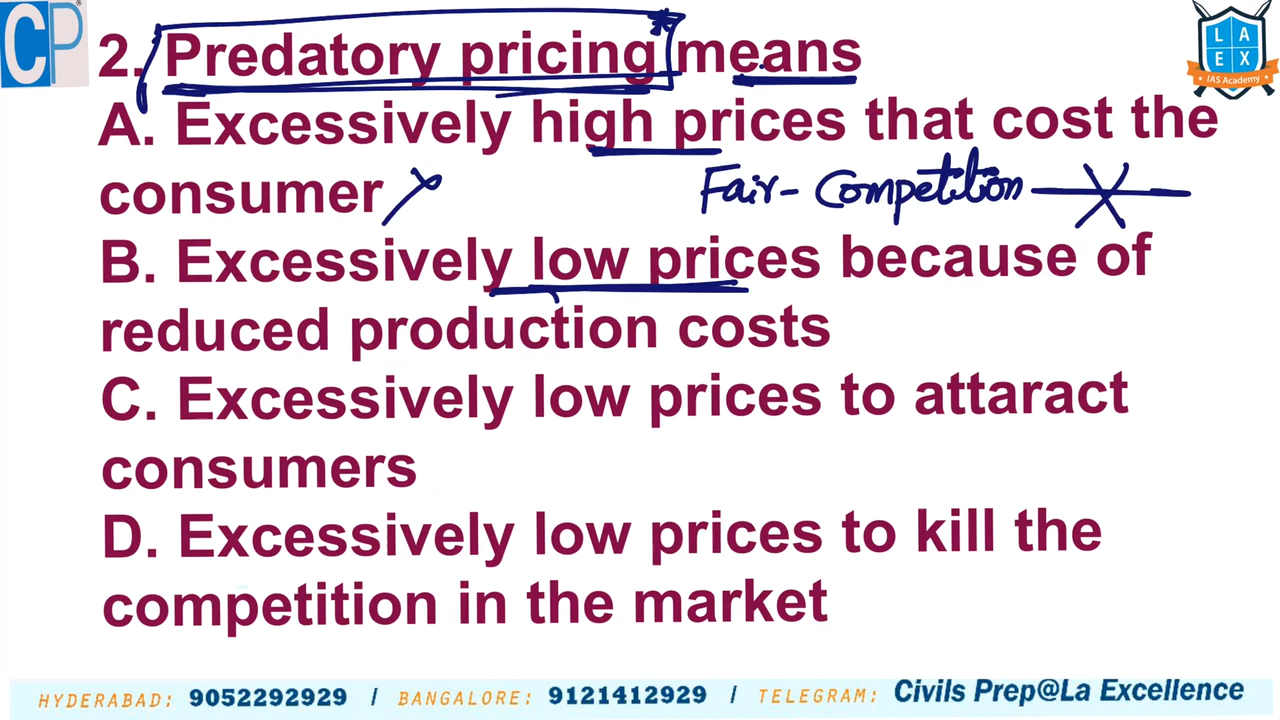 CP
LAEX
IAS Academy
2. Predatory pricing* means
A. Excessively high prices that cost the
consumer
Fair - Competition
B. Excessively low prices because of
reduced production costs
C. Excessively low prices to attaract
consumers
D. Excessively low prices to kill the
competition in the market
HYDERABAD: 9052292929 / BANGALORE: 9121412929 / TELEGRAM: Civils Prep@La Excellence